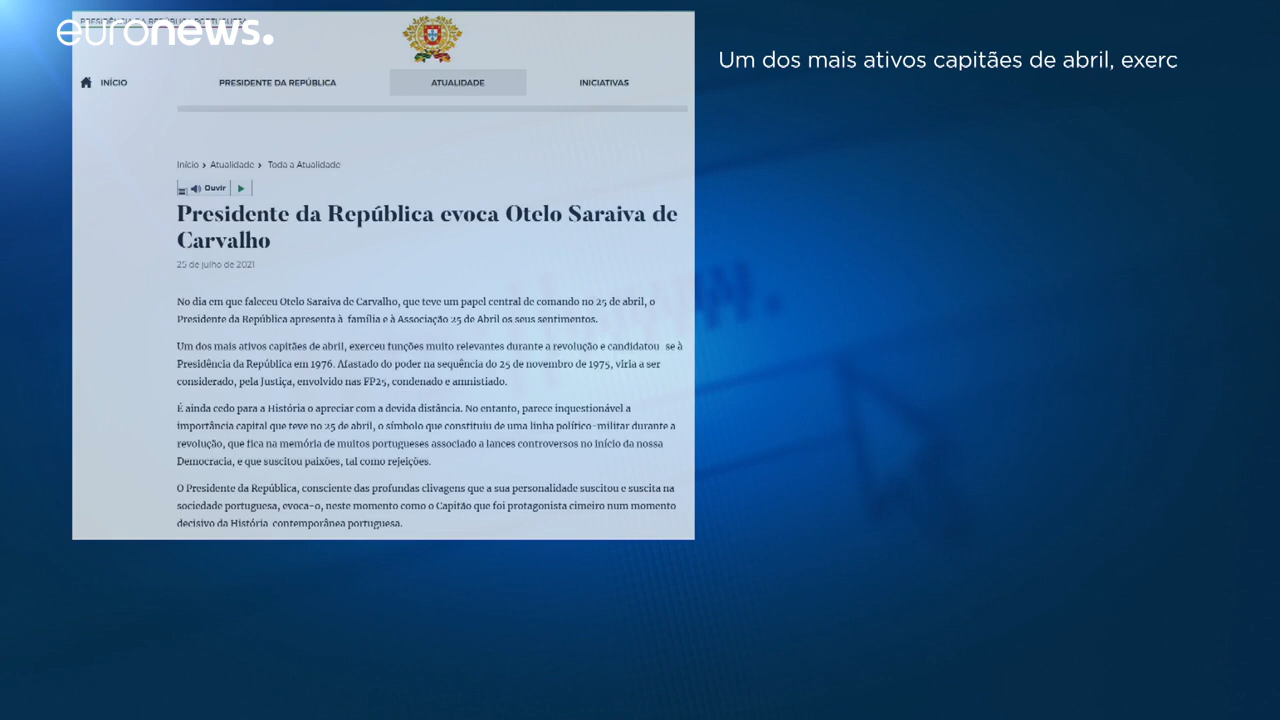 PRESIDÊNCIA DA REPÚBLICA PORTUGUESA
euronews.
INÍCIO
PRESIDENTE DA REPÚBLICA
ATUALIDADE
INICIATIVAS
Início > Atualidade > Toda a Atualidade
Ouvir
Presidente da República evoca Otelo Saraiva de
Carvalho
25 de julho de 2021
No dia em que faleceu Otelo Saraiva de Carvalho, que teve um papel central de comando no 25 de abril, o
Presidente da República apresenta à família e à Associação 25 de Abril os seus sentimentos.
Um dos mais ativos capitães de abril, exerceu funções muito relevantes durante a revolução e candidatou se à
Presidência da República em 1976. Afastado do poder na sequência do 25 de novembro de 1975, viria a ser
considerado, pela Justiça, envolvido nas FP25, condenado e amnistiado.
É ainda cedo para a História o apreciar com a devida distância. No entanto, parece inquestionável a
importância capital que teve no 25 de abril, o símbolo que constituiu de uma linha político-militar durante a
revolução, que fica na memória de muitos portugueses associado a lances controversos no início da nossa
Democracia, e que suscitou paixões, tal como rejeições.
O Presidente da República, consciente das profundas clivagens que a sua personalidade suscitou e suscita na
sociedade portuguesa, evoca-o, neste momento como o Capitão que foi protagonista cimeiro num momento
decisivo da História contemporânea portuguesa.
Um dos mais ativos capitães de abril, exerc